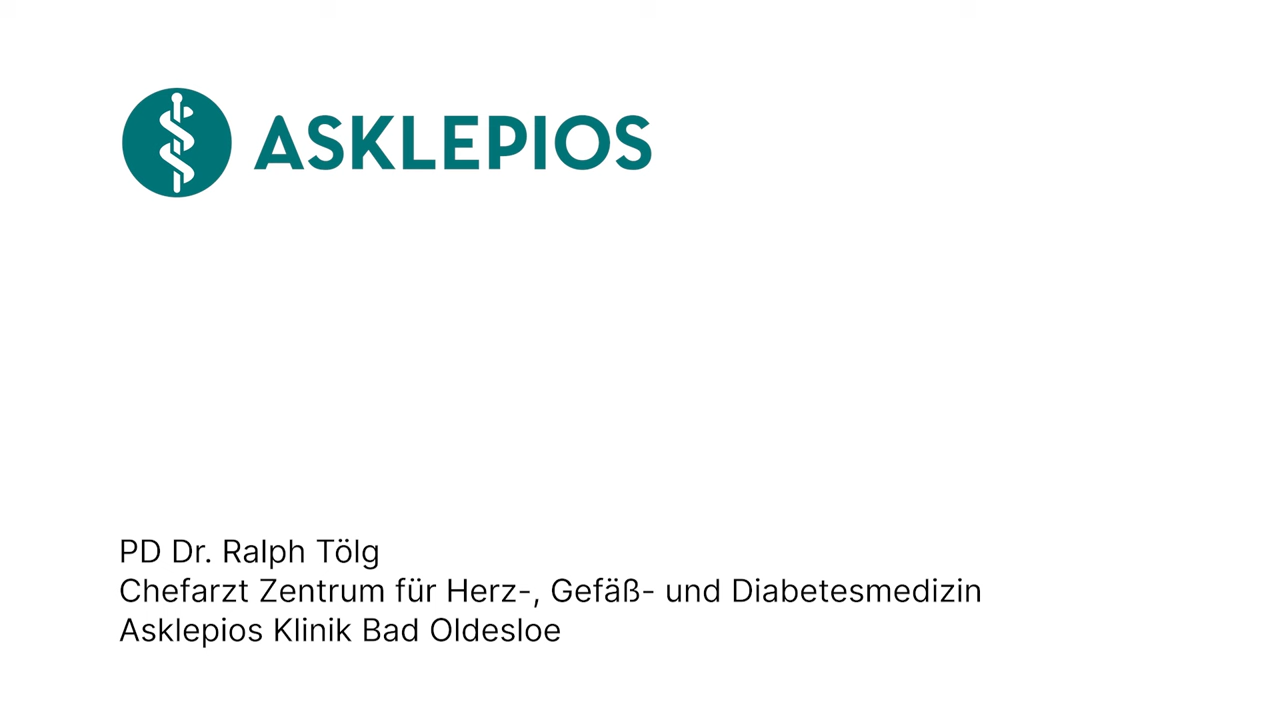 ASKLEPIOS
PD Dr. Ralph Tölg
Chefarzt Zentrum für Herz-, Gefäß- und Diabetesmedizin
Asklepios Klinik Bad Oldesloe